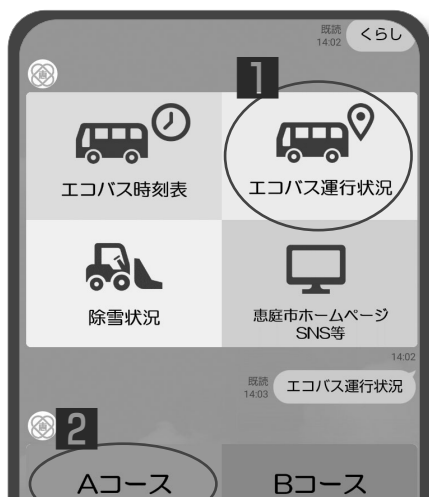 既読
14:02
くらし
1
エコバス時刻表
エコバス運行状況
除雪状況
恵庭市ホームページ
SNS等
14:02
既読
14:03
エコバス運行状況
2
Aコース
Bコース